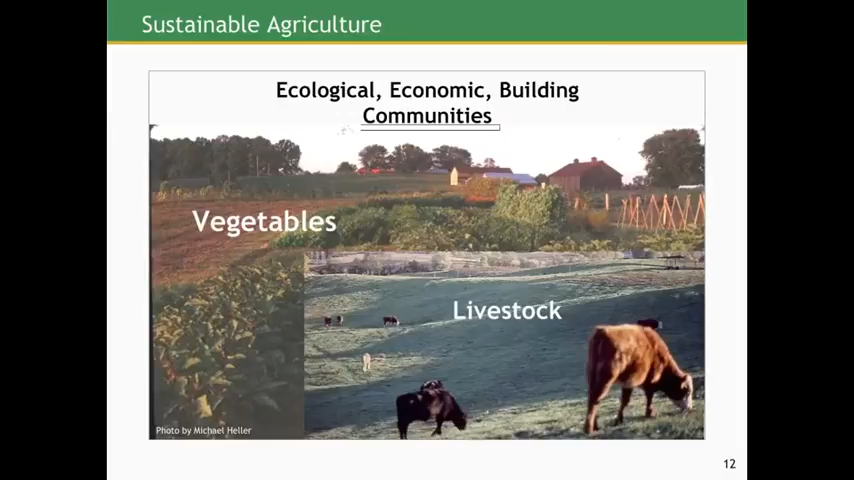 Sustainable Agriculture
Ecological, Economic, Building
Communities
Vegetables
Livestock
Photo by Michael Heller
12